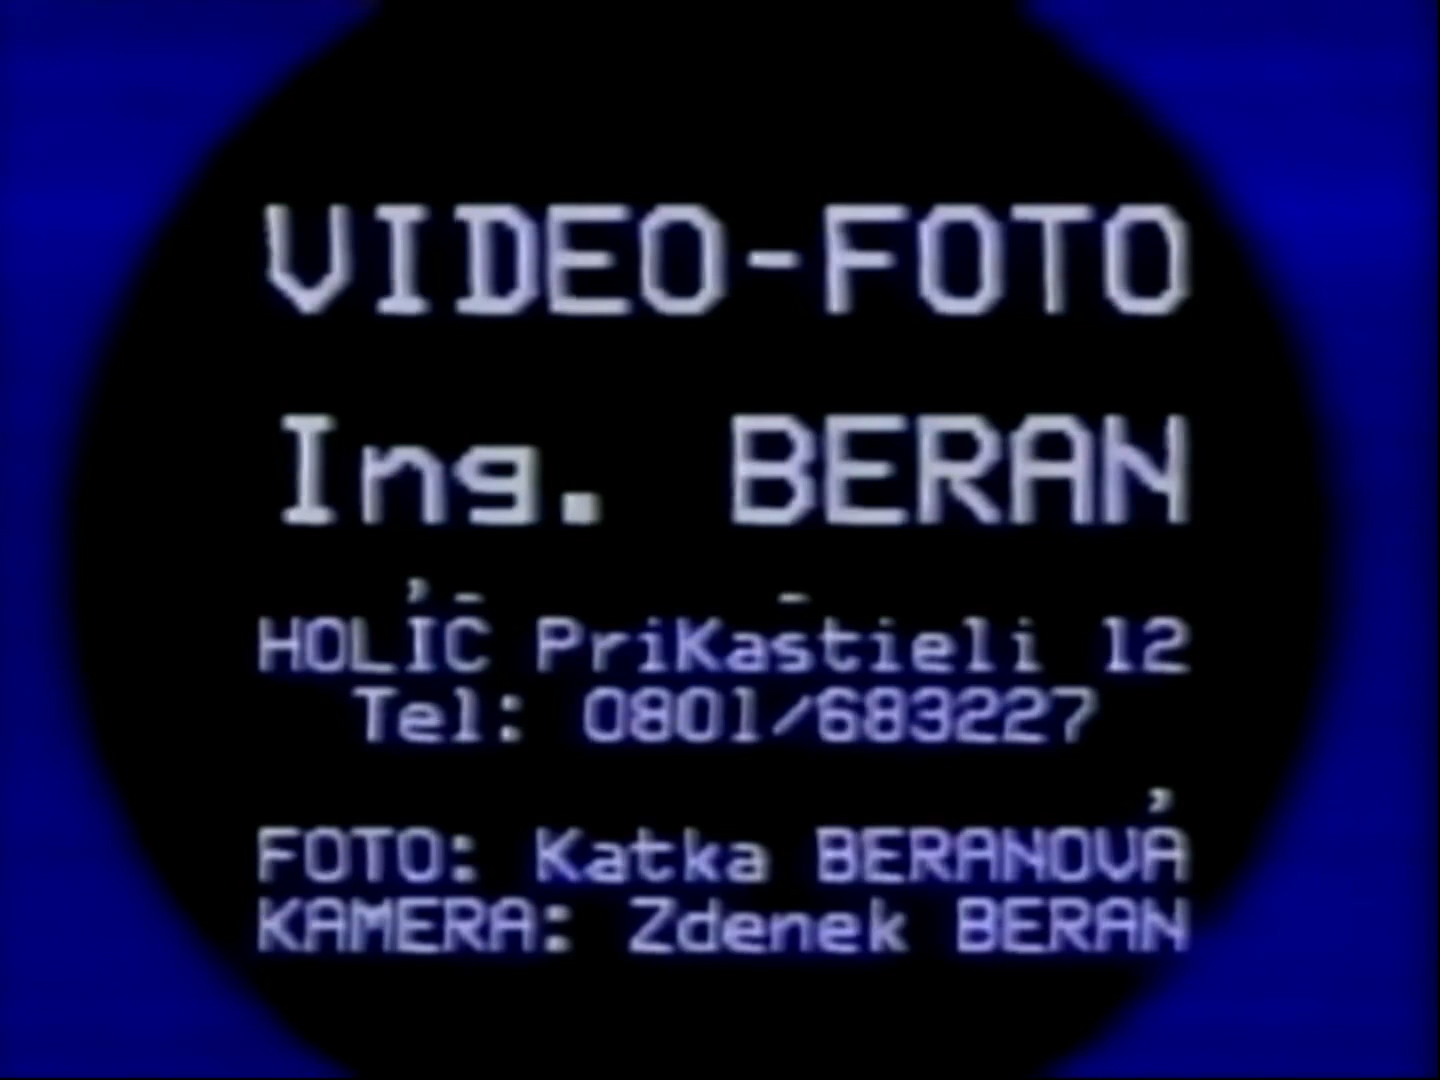 VIDEO-FOTO
Ing. BERAN
HOLÍČ PriKaštieli 12
Tel: 0801/683227
FOTO: Katka BERANOVÁ
KAMERA: Zdenek BERAN